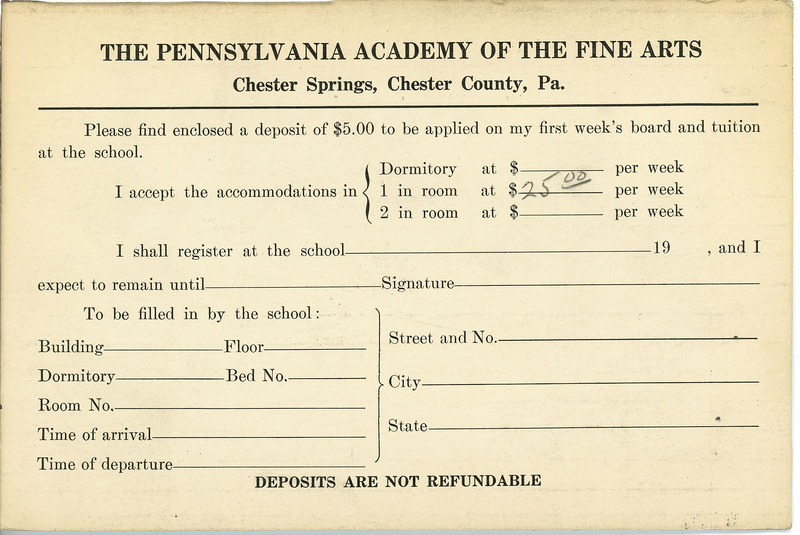 THE PENNSYLVANIA ACADEMY OF THE FINE ARTS
Chester Springs, Chester County, Pa.
Please find enclosed a deposit of $5.00 to be applied on my first week's board and tuition
at the school.
I accept the accommodations in
Dormitory at $ per week
1 in room at $25.00 per week
2 in room at $ per week
I shall register at the school 19 , and I
expect to remain until Signature
To be filled in by the school:
Building Floor
Dormitory Bed No.
Room No.
Time of arrival
Time of departure
Street and No.
City
State
DEPOSITS ARE NOT REFUNDABLE